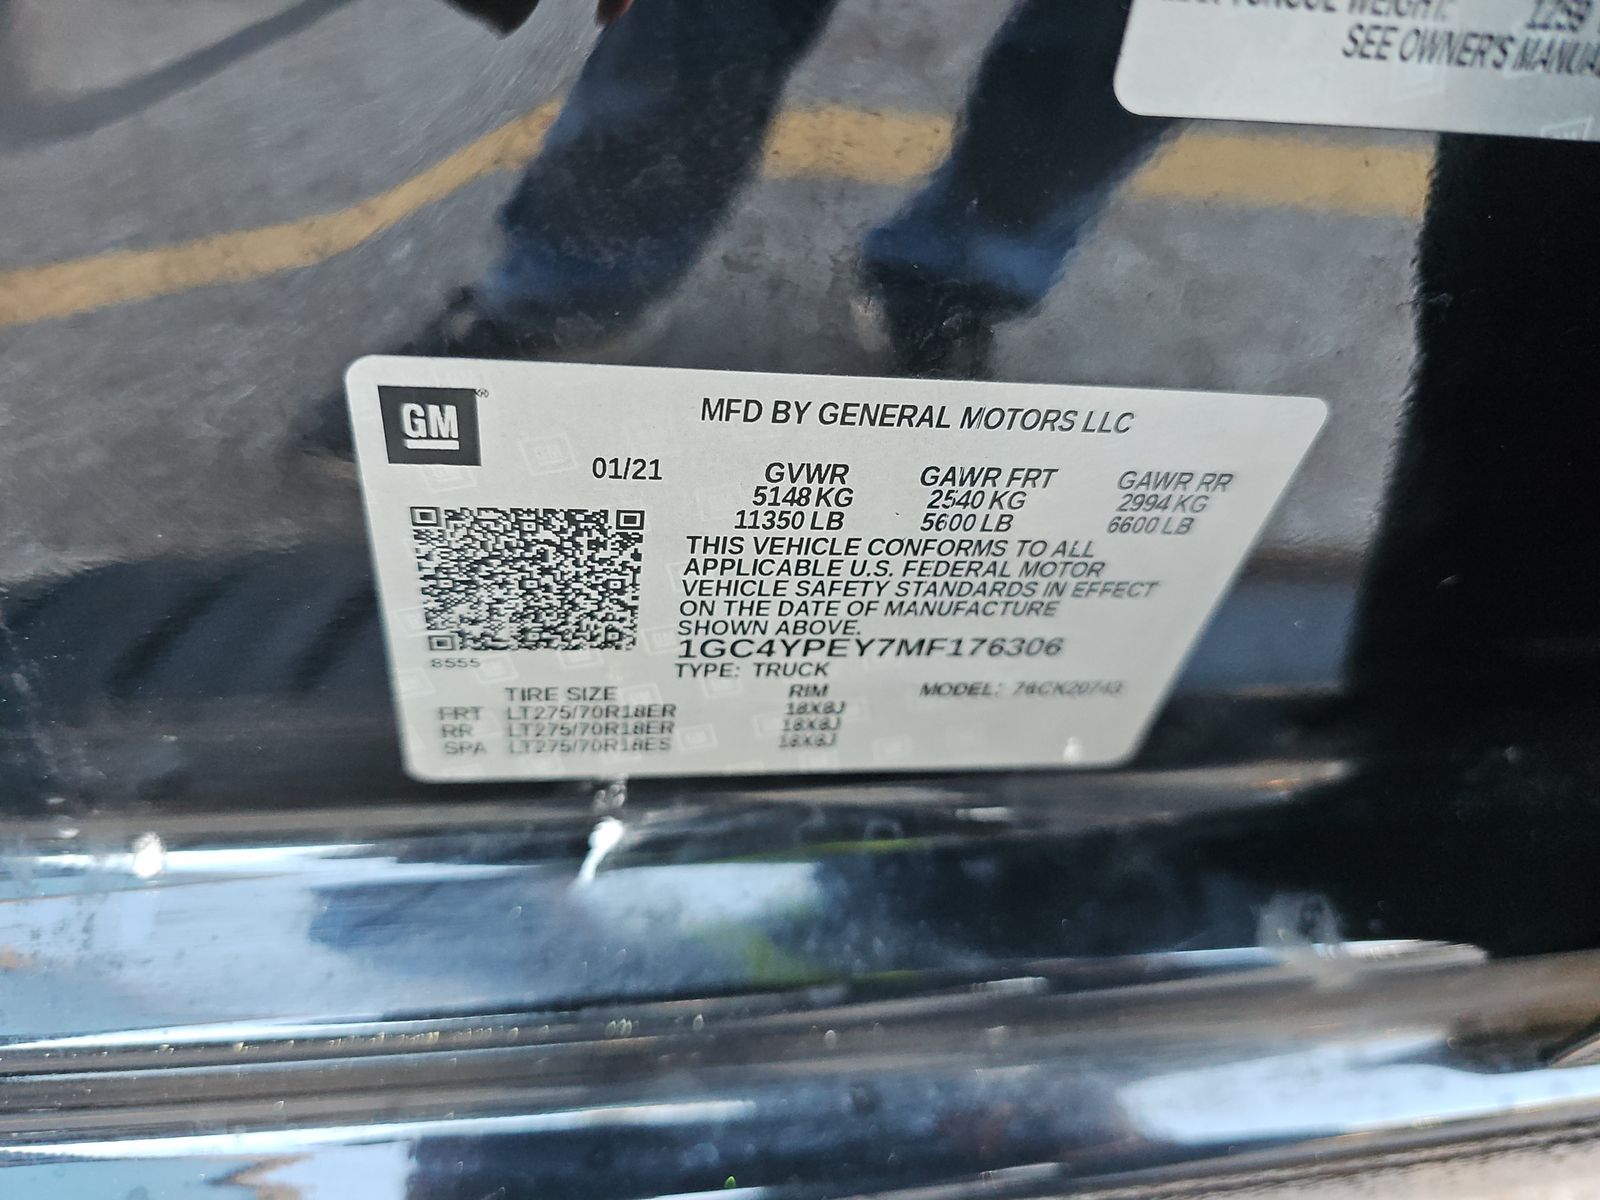 TONGUE WEIGHT: 1259
SEE OWNER'S MANUAL
GM®
MFD BY GENERAL MOTORS LLC
01/21 GVWR GAWR FRT GAWR RR
5148 KG 2540 KG 2994 KG
11350 LB 5600 LB 6600 LB
THIS VEHICLE CONFORMS TO ALL
APPLICABLE U.S. FEDERAL MOTOR
VEHICLE SAFETY STANDARDS IN EFFECT
ON THE DATE OF MANUFACTURE
SHOWN ABOVE.
1GC4YPEY7MF176306
8555
TYPE: TRUCK
TIRE SIZE RIM MODEL: 76CK20743
FRT LT275/70R18ER 18X8J
RR LT275/70R18ER 18X8J
SPA LT275/70R18ES 18X8J